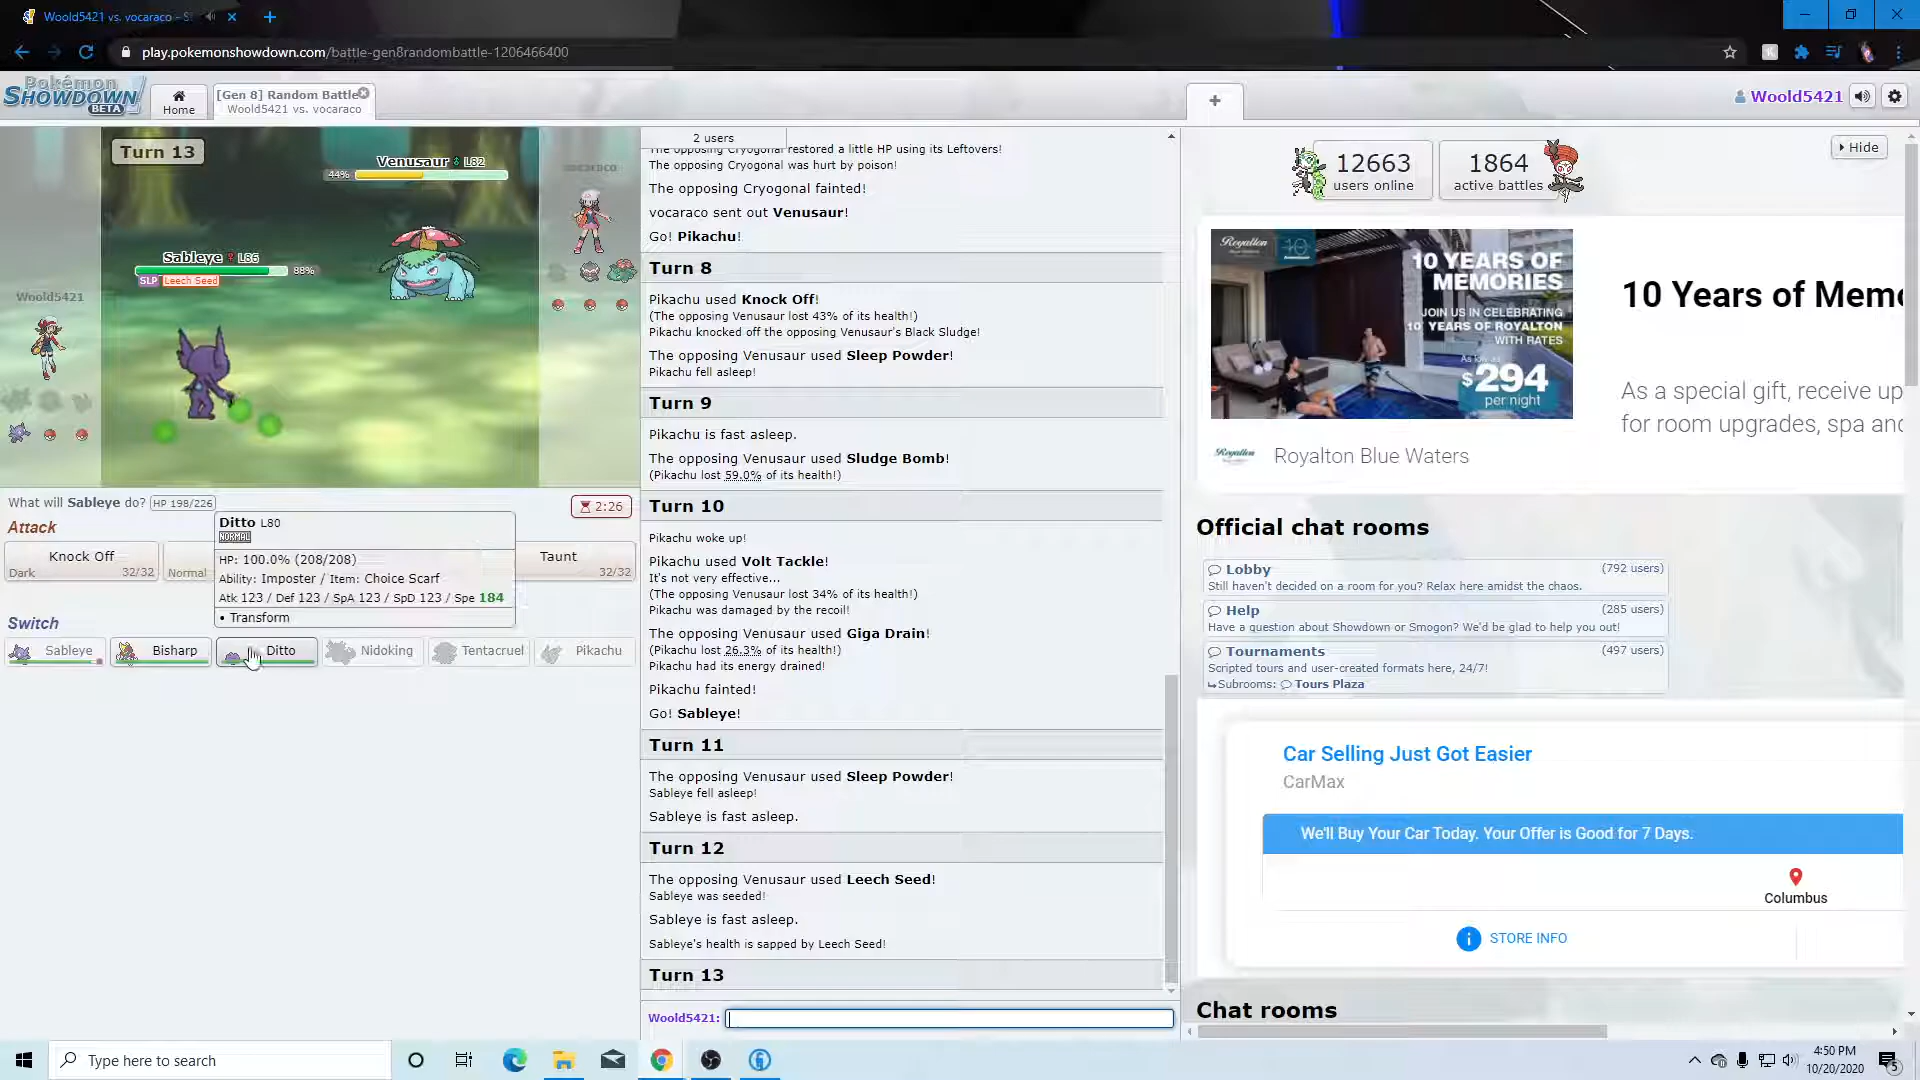 Woold5421 vs. vocaraco - S
play.pokemonshowdown.com/battle-gen8randombattle-1206466400
Pokémon
SHOWDOWN
BETA
Home
[Gen 8] Random Battle
Woold5421 vs. vocaraco
+
Woold5421
Turn 13
Venusaur L82
44%
Sableye L86
88%
SLP Leech Seed
Woold5421
What will Sableye do? HP 198/226
2:26
Attack
Knock Off
Dark 32/32
Normal
Taunt
32/32
Ditto L80
NORMAL
HP: 100.0% (208/208)
Ability: Imposter / Item: Choice Scarf
Atk 123 / Def 123 / SpA 123 / SpD 123 / Spe 184
• Transform
Switch
Sableye
Bisharp
Ditto
Nidoking
Tentacruel
Pikachu
2 users
The opposing Cryogonal restored a little HP using its Leftovers!
The opposing Cryogonal was hurt by poison!
The opposing Cryogonal fainted!
vocaraco sent out Venusaur!
Go! Pikachu!
Turn 8
Pikachu used Knock Off!
(The opposing Venusaur lost 43% of its health!)
Pikachu knocked off the opposing Venusaur's Black Sludge!
The opposing Venusaur used Sleep Powder!
Pikachu fell asleep!
Turn 9
Pikachu is fast asleep.
The opposing Venusaur used Sludge Bomb!
(Pikachu lost 59.0% of its health!)
Turn 10
Pikachu woke up!
Pikachu used Volt Tackle!
It's not very effective...
(The opposing Venusaur lost 34% of its health!)
Pikachu was damaged by the recoil!
The opposing Venusaur used Giga Drain!
(Pikachu lost 26.3% of its health!)
Pikachu had its energy drained!
Pikachu fainted!
Go! Sableye!
Turn 11
The opposing Venusaur used Sleep Powder!
Sableye fell asleep!
Sableye is fast asleep.
Turn 12
The opposing Venusaur used Leech Seed!
Sableye was seeded!
Sableye is fast asleep.
Sableye's health is sapped by Leech Seed!
Turn 13
Woold5421:
12663
users online
1864
active battles
Hide
Royalton
10 YEARS OF
MEMORIES
JOIN US IN CELEBRATING
10 YEARS OF ROYALTON
WITH RATES
As low as
$294
per night
10 Years of Memo
As a special gift, receive up
for room upgrades, spa and
Royalton
Royalton Blue Waters
Official chat rooms
Lobby (792 users)
Still haven't decided on a room for you? Relax here amidst the chaos.
Help (285 users)
Have a question about Showdown or Smogon? We'd be glad to help you out!
Tournaments (497 users)
Scripted tours and user-created formats here, 24/7!
Subrooms: Tours Plaza
Car Selling Just Got Easier
CarMax
We'll Buy Your Car Today. Your Offer is Good for 7 Days.
Columbus
STORE INFO
Chat rooms
Type here to search
4:50 PM
10/20/2020
5